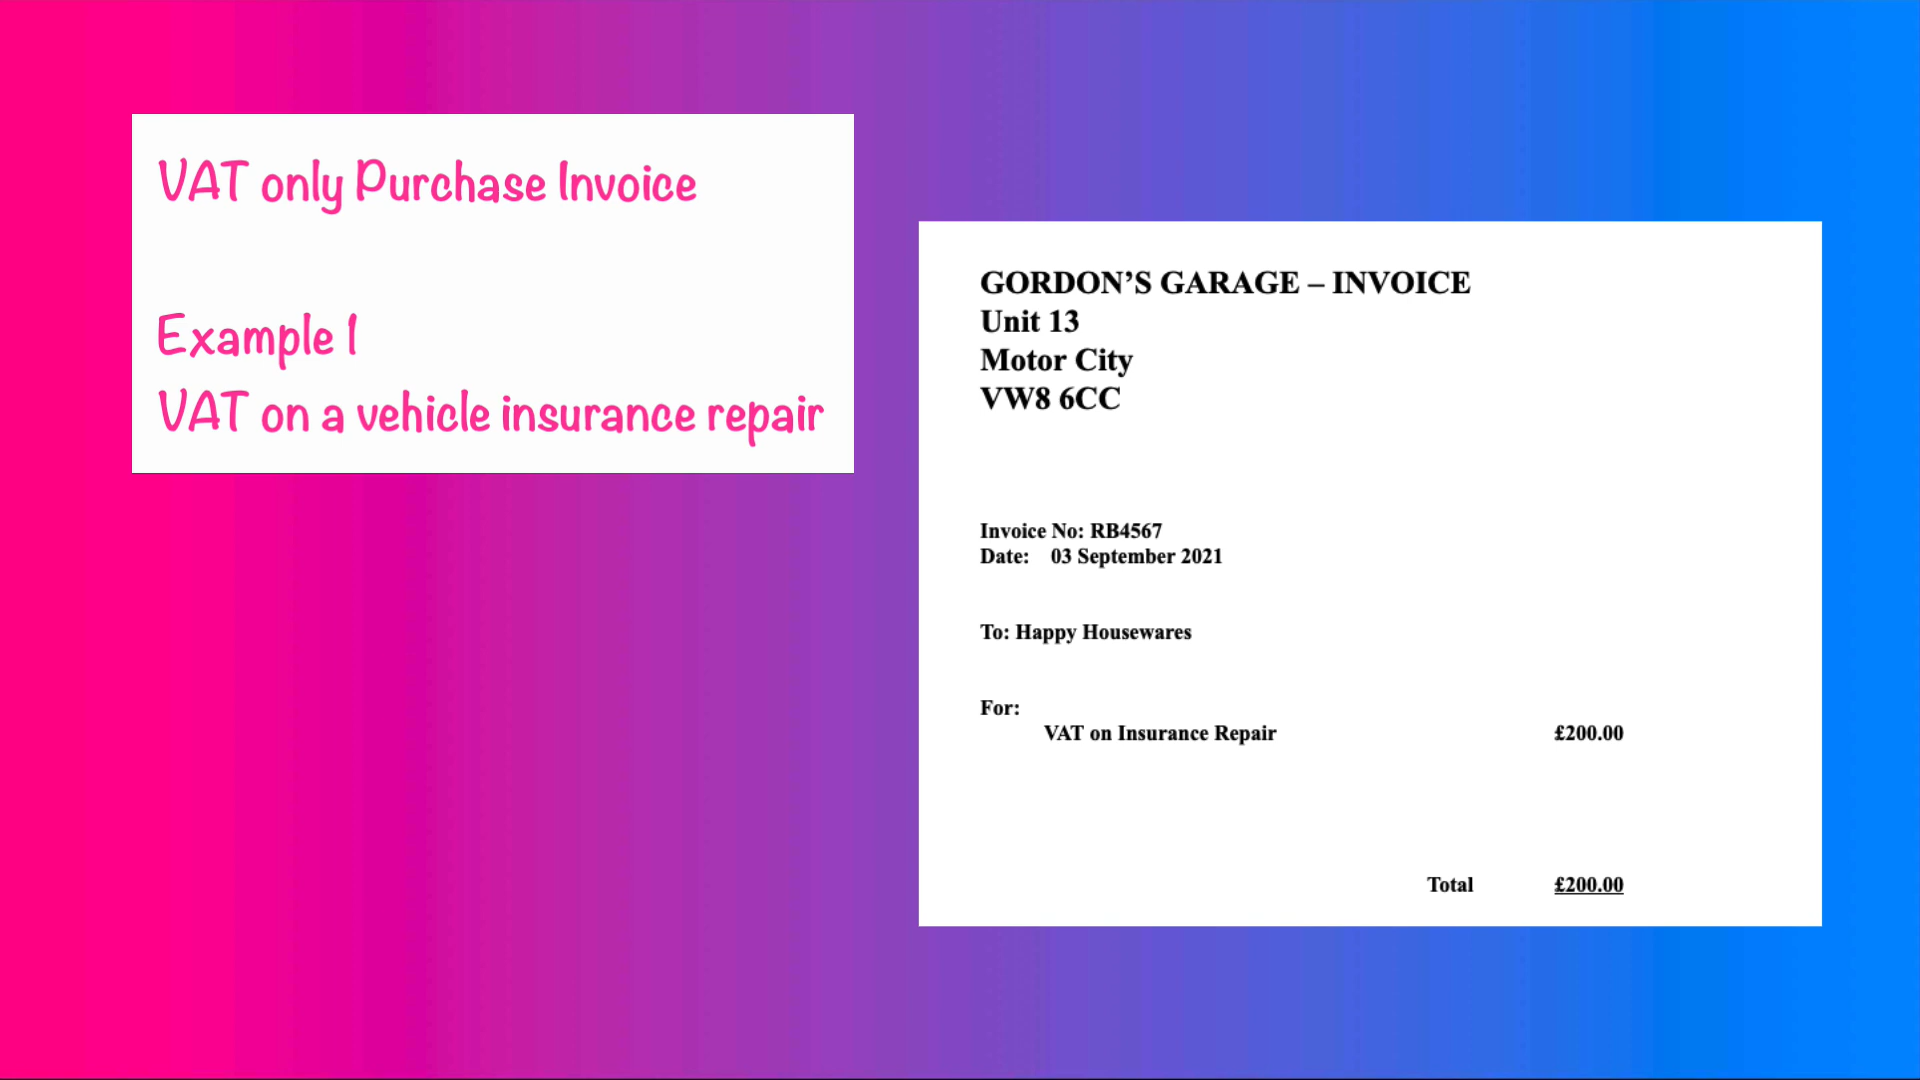 VAT only Purchase Invoice
Example 1
VAT on a vehicle insurance repair
GORDON’S GARAGE – INVOICE
Unit 13
Motor City
VW8 6CC
Invoice No: RB4567
Date: 03 September 2021
To: Happy Housewares
For:
VAT on Insurance Repair £200.00
Total £200.00